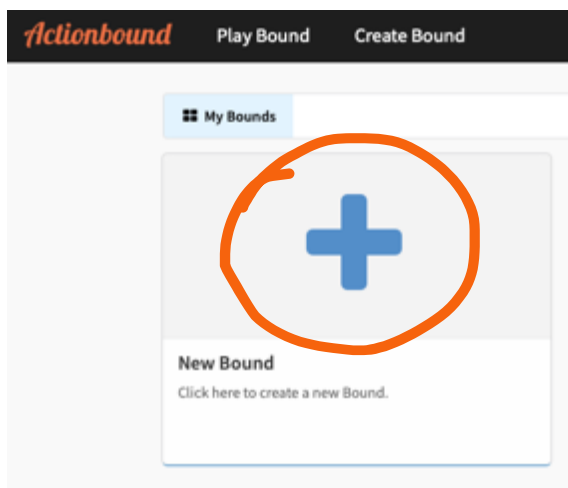 Actionbound Play Bound Create Bound
My Bounds
New Bound
Click here to create a new Bound.